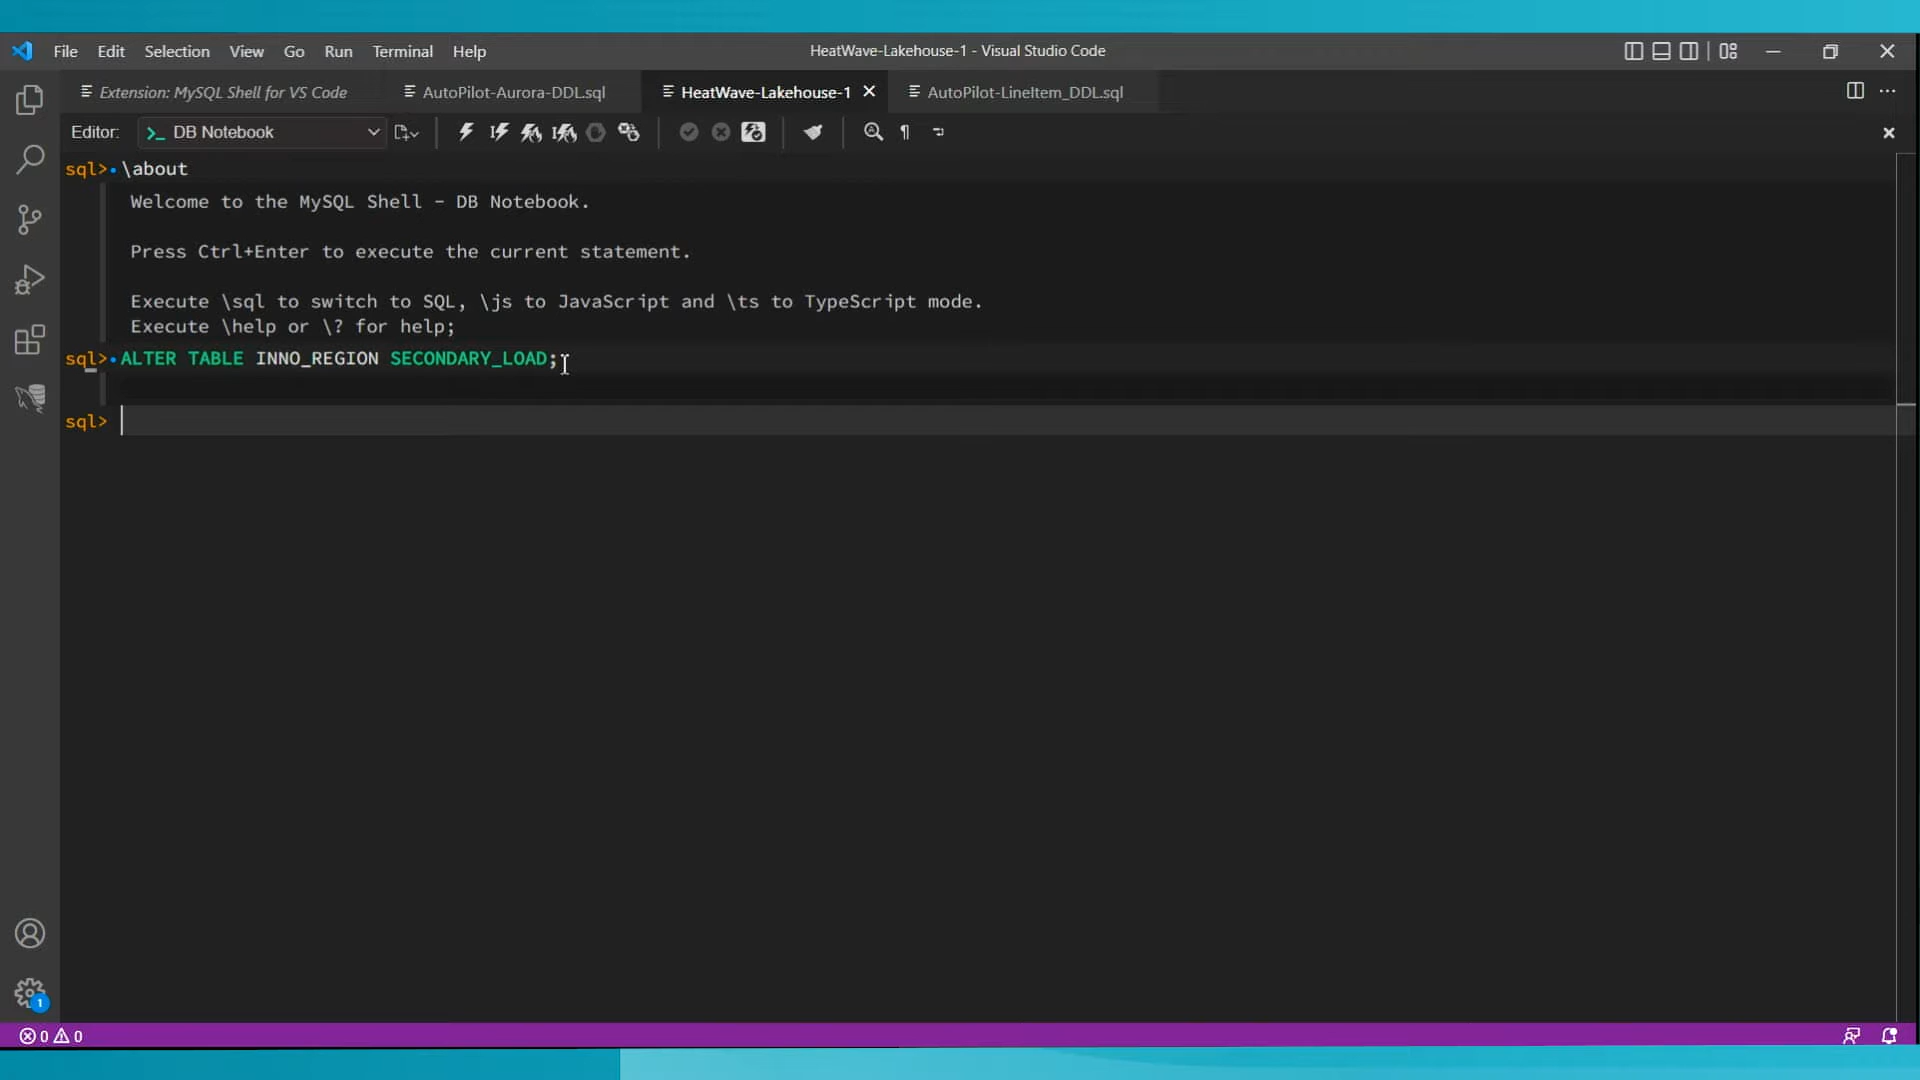 File Edit Selection View Go Run Terminal Help HeatWave-Lakehouse-1 - Visual Studio Code
Extension: MySQL Shell for VS Code AutoPilot-Aurora-DDL.sql HeatWave-Lakehouse-1 AutoPilot-LineItem_DDL.sql
Editor: DB Notebook
sql> \about
Welcome to the MySQL Shell - DB Notebook.
Press Ctrl+Enter to execute the current statement.
Execute \sql to switch to SQL, \js to JavaScript and \ts to TypeScript mode.
Execute \help or \? for help;
sql> ALTER TABLE INNO_REGION SECONDARY_LOAD;
sql>
1
0 0